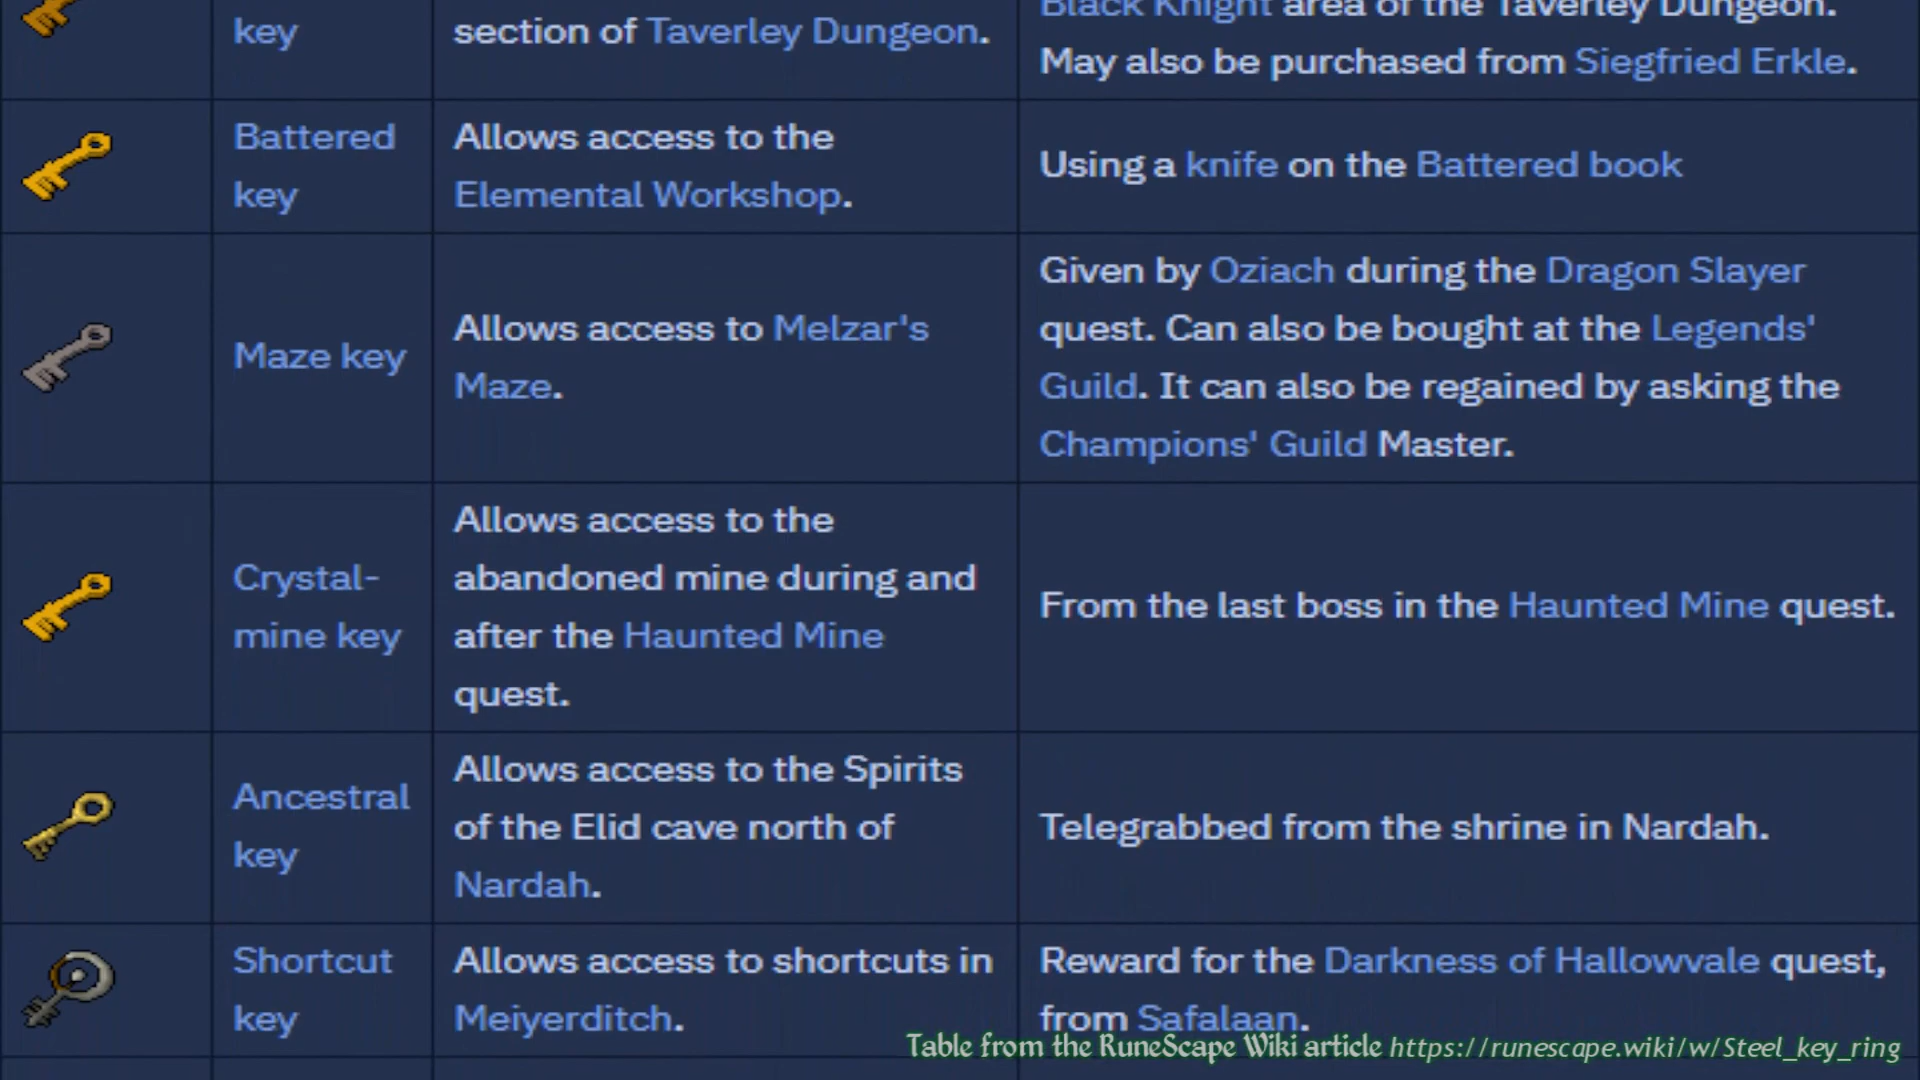 key
section of Taverley Dungeon.
Black Knight area of the Taverley Dungeon.
May also be purchased from Siegfried Erkle.
Battered
key
Allows access to the
Elemental Workshop.
Using a knife on the Battered book
Maze key
Allows access to Melzar's
Maze.
Given by Oziach during the Dragon Slayer
quest. Can also be bought at the Legends'
Guild. It can also be regained by asking the
Champions' Guild Master.
Crystal-
mine key
Allows access to the
abandoned mine during and
after the Haunted Mine
quest.
From the last boss in the Haunted Mine quest.
Ancestral
key
Allows access to the Spirits
of the Elid cave north of
Nardah.
Telegrabbed from the shrine in Nardah.
Shortcut
key
Allows access to shortcuts in
Meiyerditch.
Reward for the Darkness of Hallowvale quest,
from Safalaan.
Table from the RuneScape Wiki article https://runescape.wiki/w/Steel_key_ring